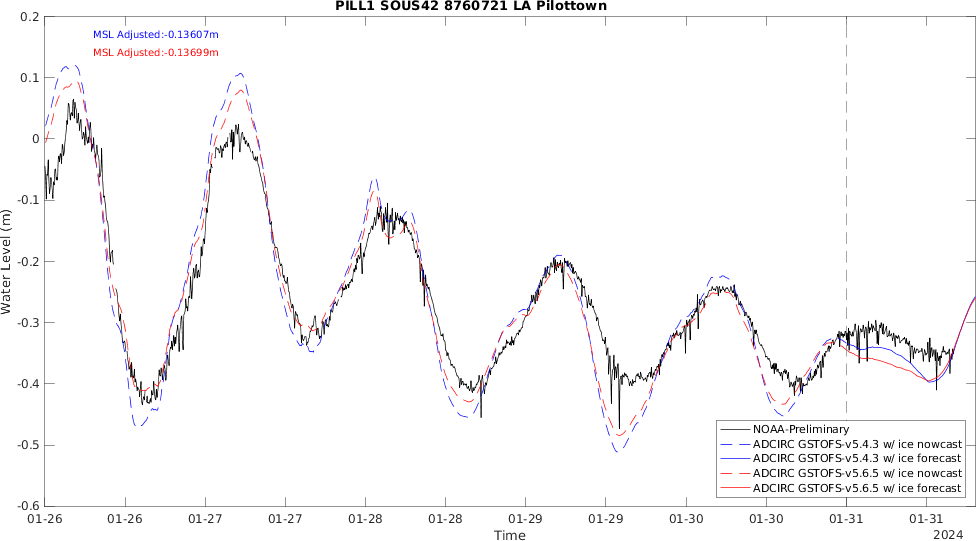 PILL1 SOUS42 8760721 LA Pilottown
MSL Adjusted:-0.13607m
MSL Adjusted:-0.13699m
0.2
0.1
0
-0.1
-0.2
-0.3
-0.4
-0.5
-0.6
Water Level (m)
NOAA-Preliminary
ADCIRC GSTOFS-v5.4.3 w/ ice nowcast
ADCIRC GSTOFS-v5.4.3 w/ ice forecast
ADCIRC GSTOFS-v5.6.5 w/ ice nowcast
ADCIRC GSTOFS-v5.6.5 w/ ice forecast
01-26 01-26 01-27 01-27 01-28 01-28 01-29 01-29 01-30 01-30 01-31 01-31
Time
2024